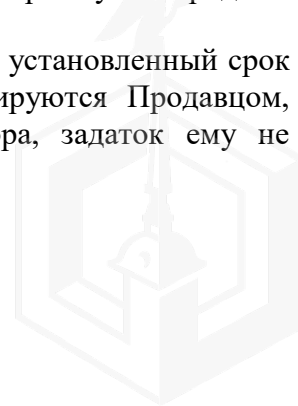 установленный срок
ируются Продавцом,
ра, задаток ему не